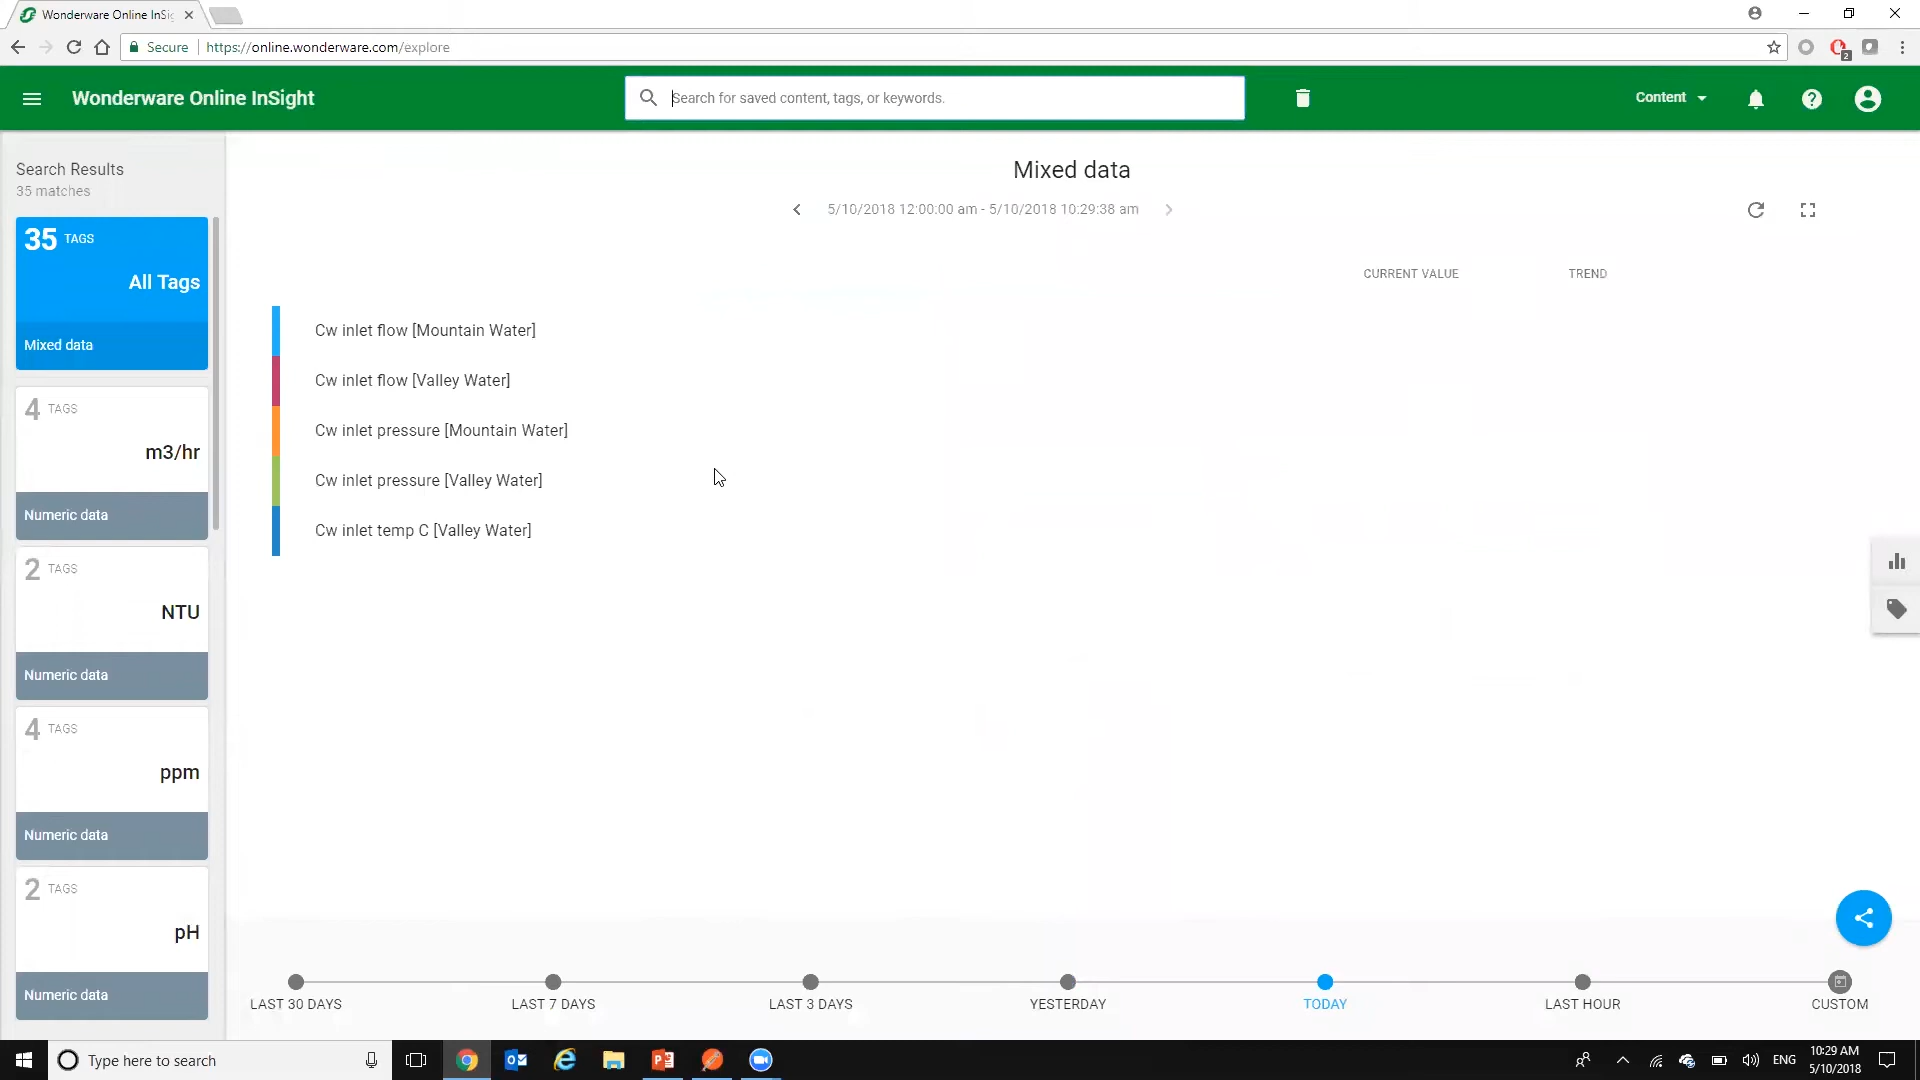 Wonderware Online InSi
Secure
https://online.wonderware.com/explore
2
Wonderware Online InSight
Search for saved content, tags, or keywords.
Content
Search Results
35 matches
35 TAGS
All Tags
Mixed data
4 TAGS
m3/hr
Numeric data
2 TAGS
NTU
Numeric data
4 TAGS
ppm
Numeric data
2 TAGS
pH
Numeric data
Mixed data
5/10/2018 12:00:00 am - 5/10/2018 10:29:38 am
CURRENT VALUE
TREND
Cw inlet flow [Mountain Water]
Cw inlet flow [Valley Water]
Cw inlet pressure [Mountain Water]
Cw inlet pressure [Valley Water]
Cw inlet temp C [Valley Water]
LAST 30 DAYS
LAST 7 DAYS
LAST 3 DAYS
YESTERDAY
TODAY
LAST HOUR
CUSTOM
Type here to search
ENG
10:29 AM
5/10/2018